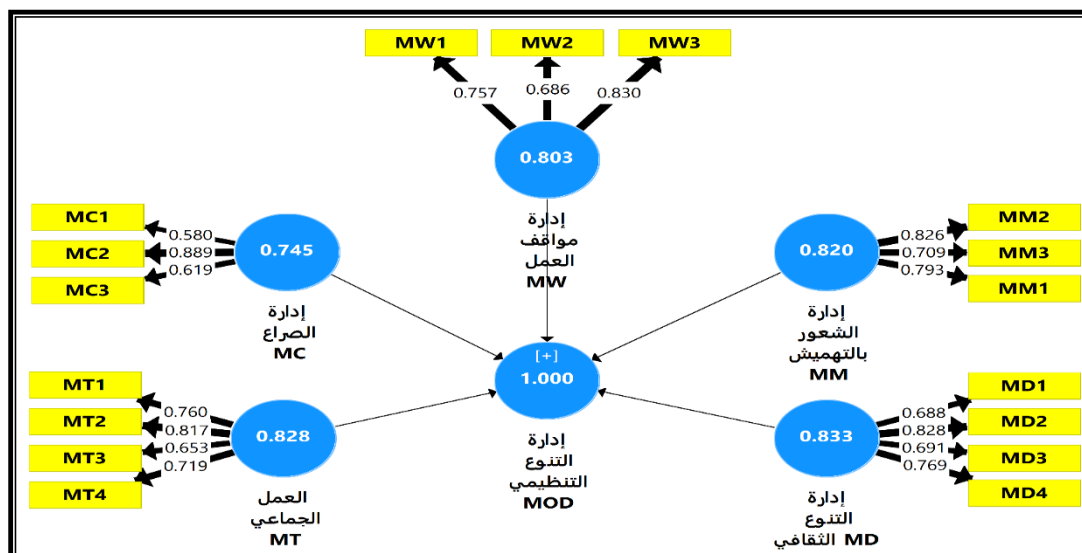 MW1
MW2
MW3
0.757
0.686
0.830
0.803
إدارة
مواقف
العمل
MW
MC1
MC2
MC3
0.580
0.889
0.619
0.745
إدارة
الصراع
MC
MM2
MM3
MM1
0.826
0.709
0.793
0.820
إدارة
الشعور
بالتهميش
MM
[+]
1.000
إدارة
التنوع
التنظيمي
MOD
MT1
MT2
MT3
MT4
0.760
0.817
0.653
0.719
0.828
العمل
الجماعي
MT
MD1
MD2
MD3
MD4
0.688
0.828
0.691
0.769
0.833
إدارة
التنوع
الثقافي MD